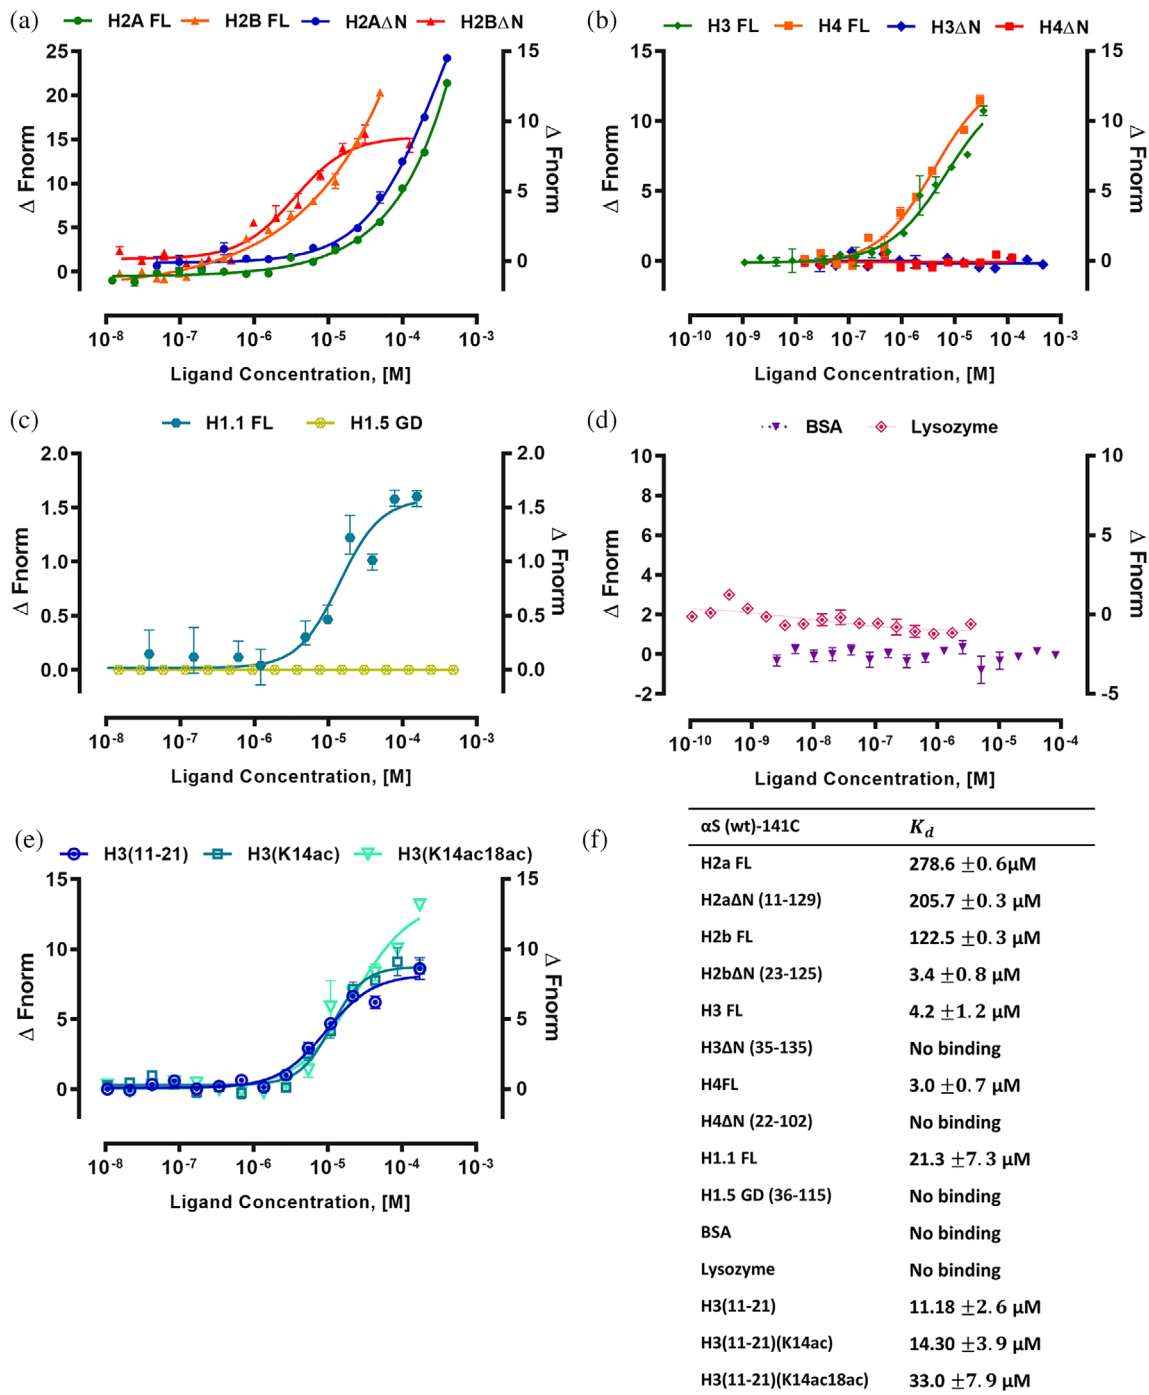 (a)
H2A FL H2B FL H2AΔN H2BΔN
25
20
15
10
5
0
Δ Fnorm
15
10
5
0
Δ Fnorm
10-8 10-7 10-6 10-5 10-4 10-3
Ligand Concentration, [M]
(b)
H3 FL H4 FL H3ΔN H4ΔN
15
10
5
0
Δ Fnorm
15
10
5
0
Δ Fnorm
10-10 10-9 10-8 10-7 10-6 10-5 10-4 10-3
Ligand Concentration, [M]
(c)
H1.1 FL H1.5 GD
2.0
1.5
1.0
0.5
0.0
Δ Fnorm
2.0
1.5
1.0
0.5
0.0
Δ Fnorm
10-8 10-7 10-6 10-5 10-4 10-3
Ligand Concentration, [M]
(d)
BSA Lysozyme
10
8
6
4
2
0
-2
Δ Fnorm
10
5
0
-5
Δ Fnorm
10-10 10-9 10-8 10-7 10-6 10-5 10-4
Ligand Concentration, [M]
(e)
H3(11-21) H3(K14ac) H3(K14ac18ac)
15
10
5
0
Δ Fnorm
15
10
5
0
Δ Fnorm
10-8 10-7 10-6 10-5 10-4 10-3
Ligand Concentration, [M]
(f)
αS (wt)-141C Kd
H2a FL 278.6 ±0.6μM
H2aΔN (11-129) 205.7 ±0.3 μM
H2b FL 122.5 ±0.3 μM
H2bΔN (23-125) 3.4 ±0.8 μM
H3 FL 4.2 ±1.2 μM
H3ΔN (35-135) No binding
H4FL 3.0 ±0.7 μM
H4ΔN (22-102) No binding
H1.1 FL 21.3 ±7.3 μM
H1.5 GD (36-115) No binding
BSA No binding
Lysozyme No binding
H3(11-21) 11.18 ±2.6 μM
H3(11-21)(K14ac) 14.30 ±3.9 μM
H3(11-21)(K14ac18ac) 33.0 ±7.9 μM